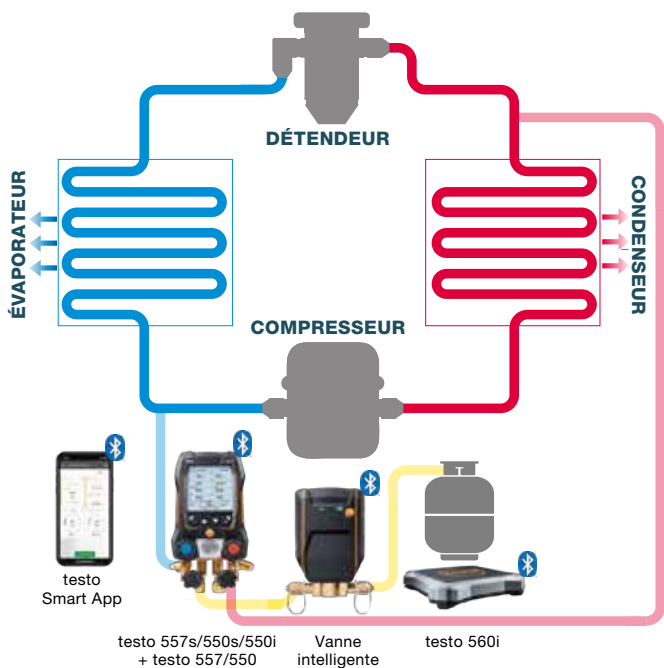 DÉTENDEUR
ÉVAPORATEUR
CONDENSEUR
COMPRESSEUR
T
testo
Smart App
testo 557s/550s/550i
+ testo 557/550
Vanne
intelligente
testo 560i